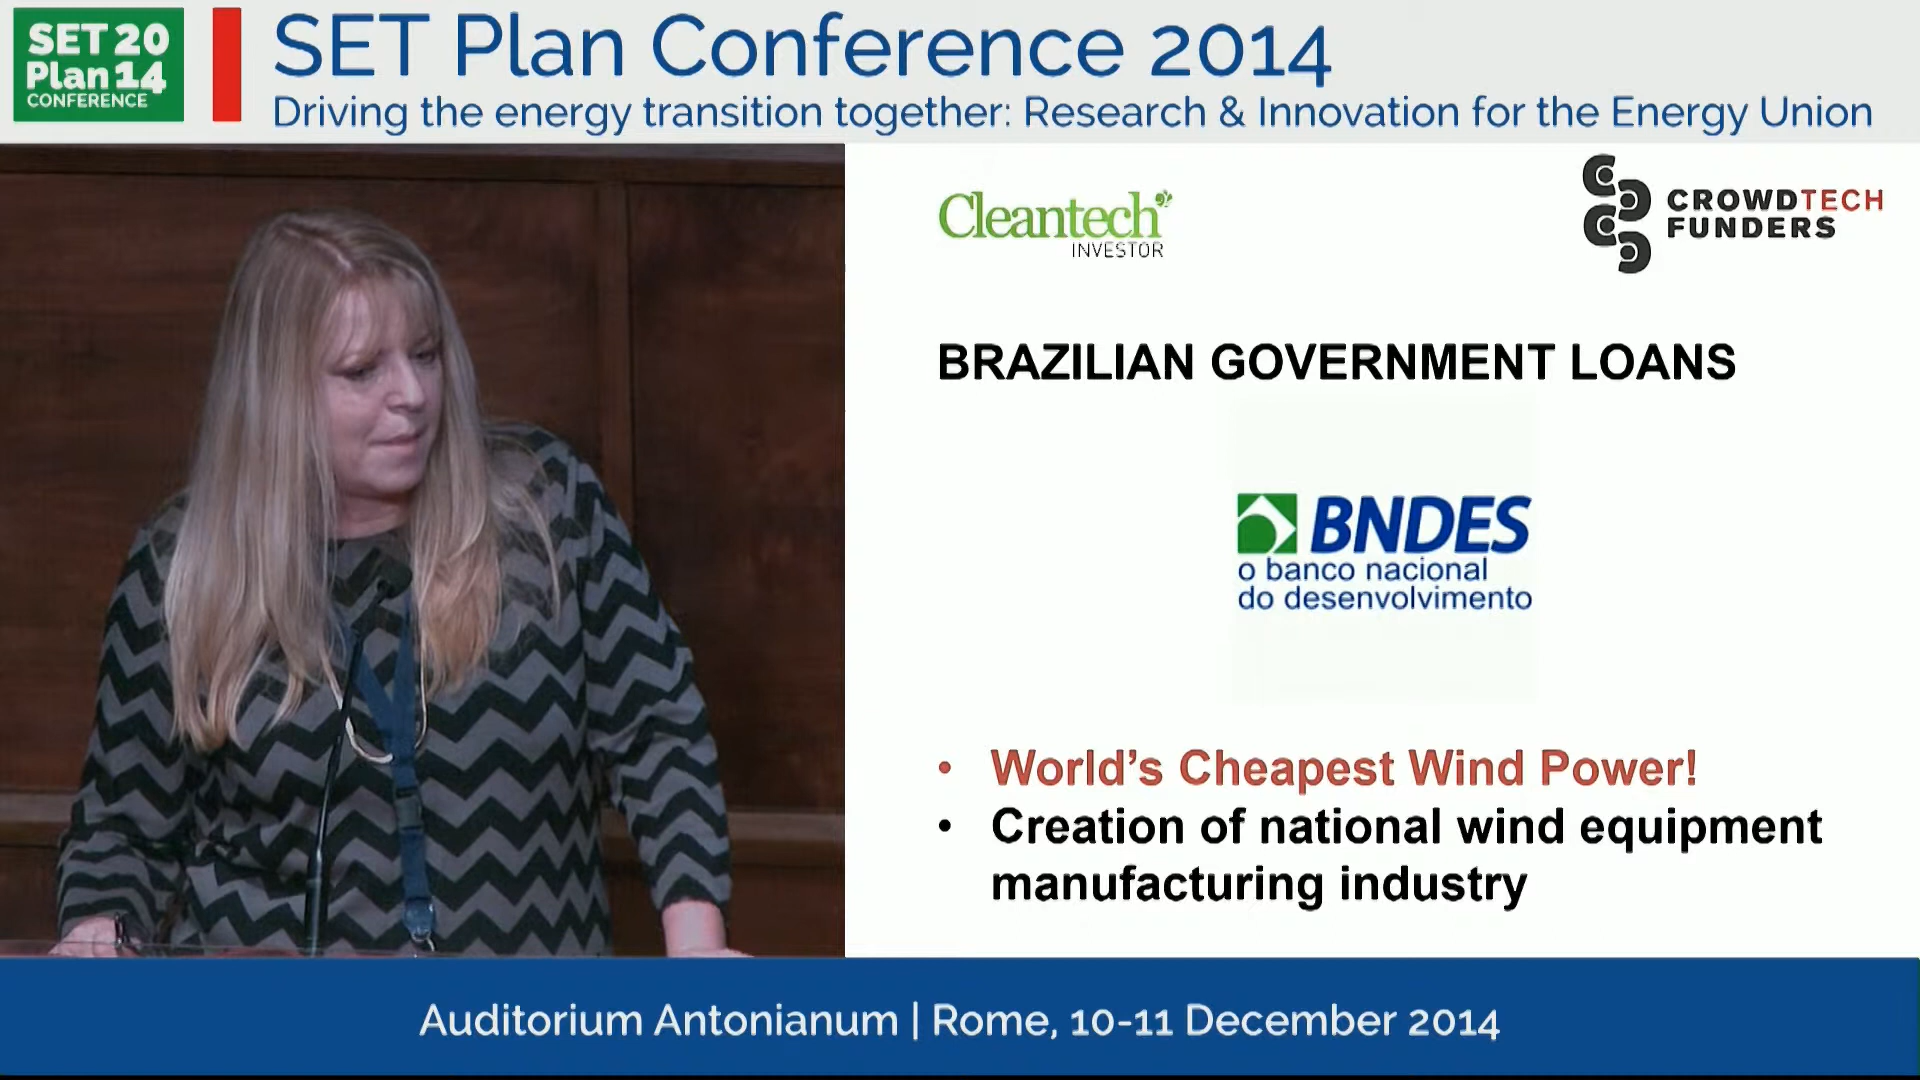 SET 20
Plan 14
CONFERENCE
SET Plan Conference 2014
Driving the energy transition together: Research & Innovation for the Energy Union
Cleantech
INVESTOR
CROWDTECH
FUNDERS
BRAZILIAN GOVERNMENT LOANS
BNDES
o banco nacional
do desenvolvimento
• World's Cheapest Wind Power!
• Creation of national wind equipment
manufacturing industry
Auditorium Antonianum | Rome, 10-11 December 2014